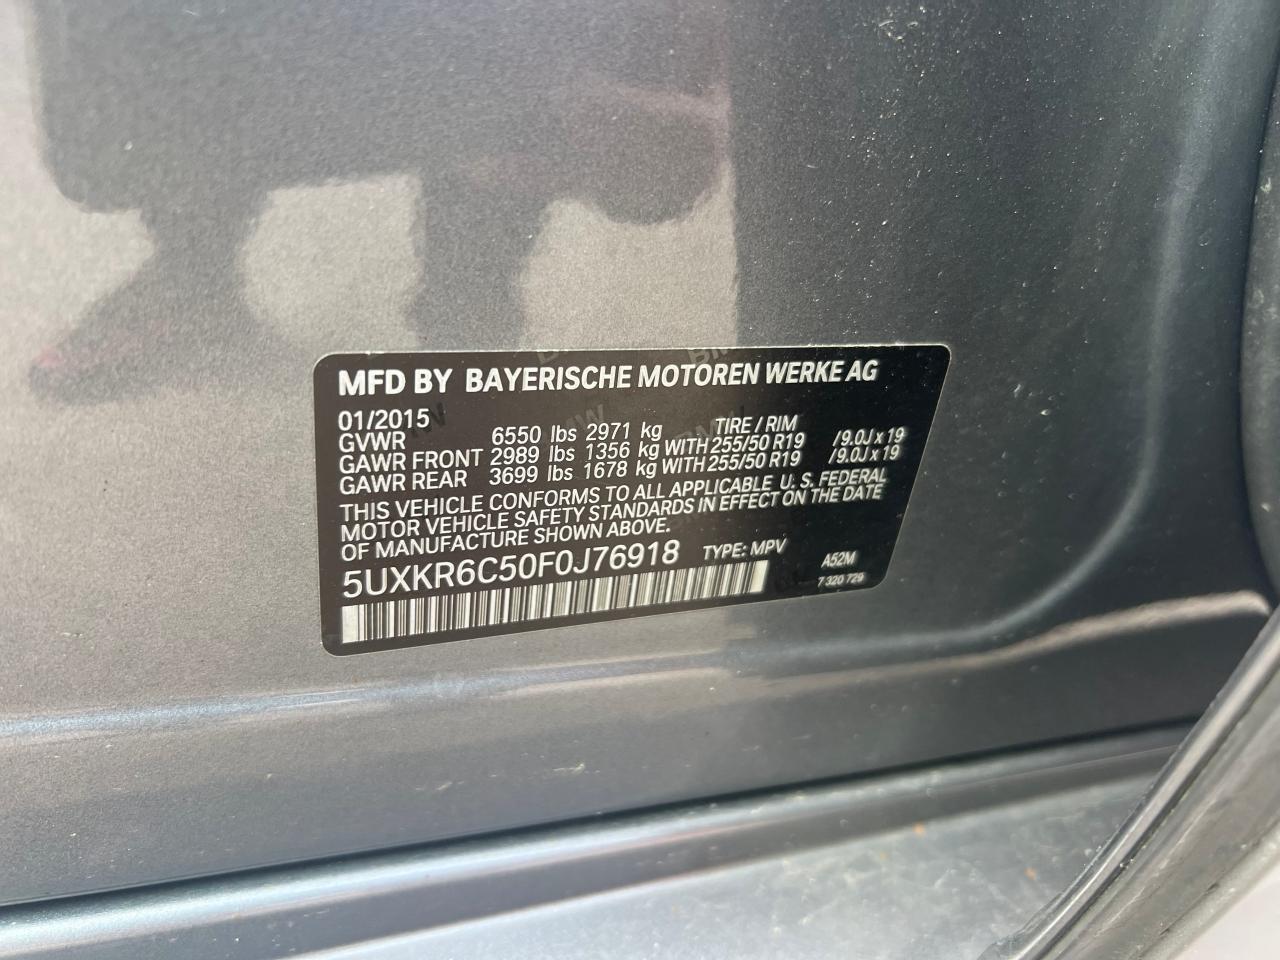 MFD BY BAYERISCHE MOTOREN WERKE AG
01/2015 TIRE / RIM
GVWR 6550 lbs 2971 kg
GAWR FRONT 2989 lbs 1356 kg WITH 255/50 R19 /9.0J x 19
GAWR REAR 3699 lbs 1678 kg WITH 255/50 R19 /9.0J x 19
THIS VEHICLE CONFORMS TO ALL APPLICABLE U. S. FEDERAL
MOTOR VEHICLE SAFETY STANDARDS IN EFFECT ON THE DATE
OF MANUFACTURE SHOWN ABOVE.
5UXKR6C50F0J76918 TYPE: MPV A52M
7 320 729